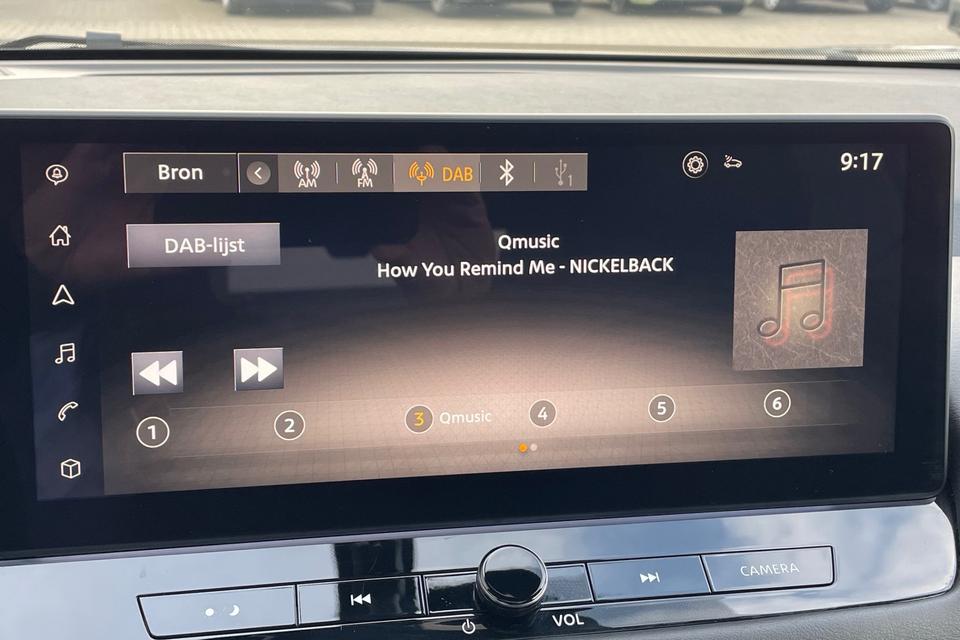 Bron
AM
FM
DAB
1
9:17
DAB-lijst
Qmusic
How You Remind Me - NICKELBACK
1
2
3 Qmusic
4
5
6
CAMERA
VOL